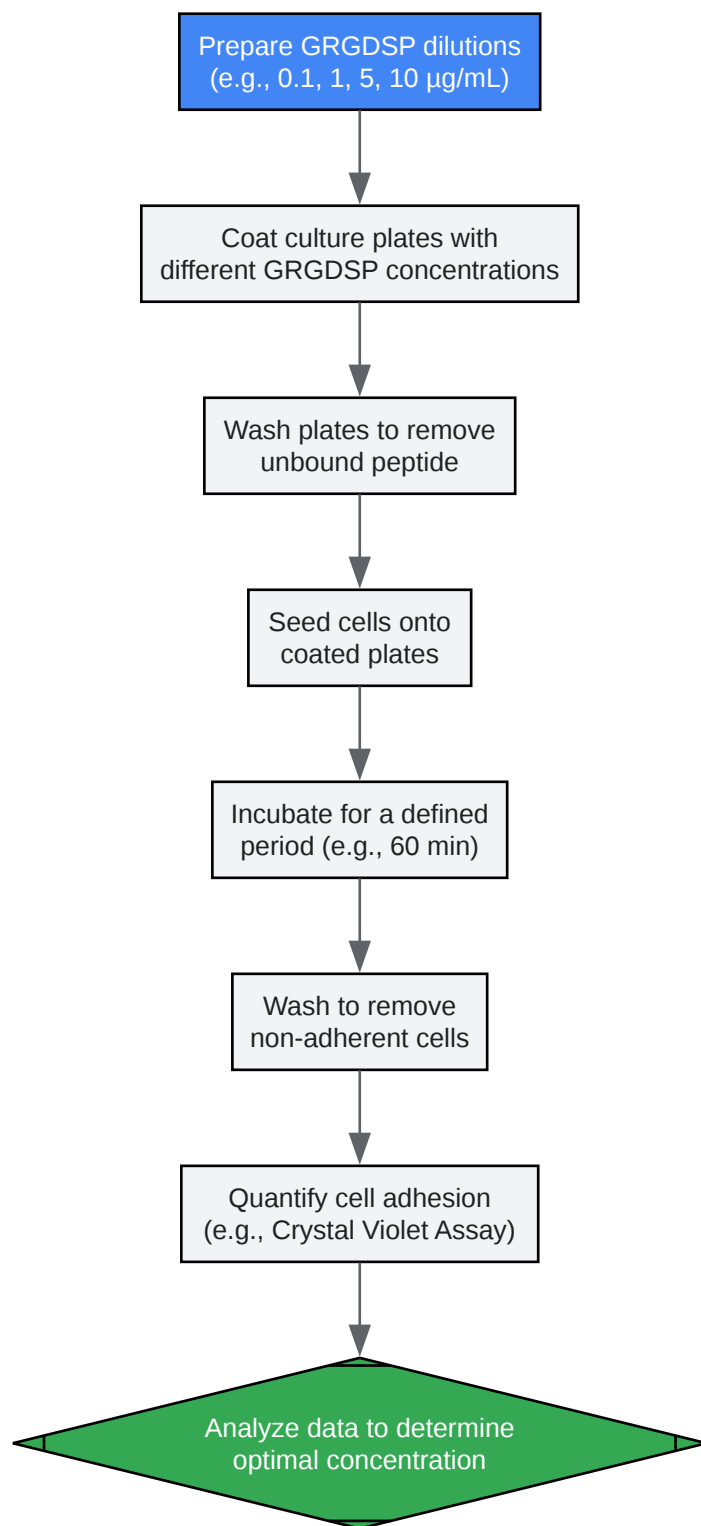 Prepare GRGDSP dilutions
(e.g., 0.1, 1, 5, 10 µg/mL)
Coat culture plates with
different GRGDSP concentrations
Wash plates to remove
unbound peptide
Seed cells onto
coated plates
Incubate for a defined
period (e.g., 60 min)
Wash to remove
non-adherent cells
Quantify cell adhesion
(e.g., Crystal Violet Assay)
Analyze data to determine
optimal concentration